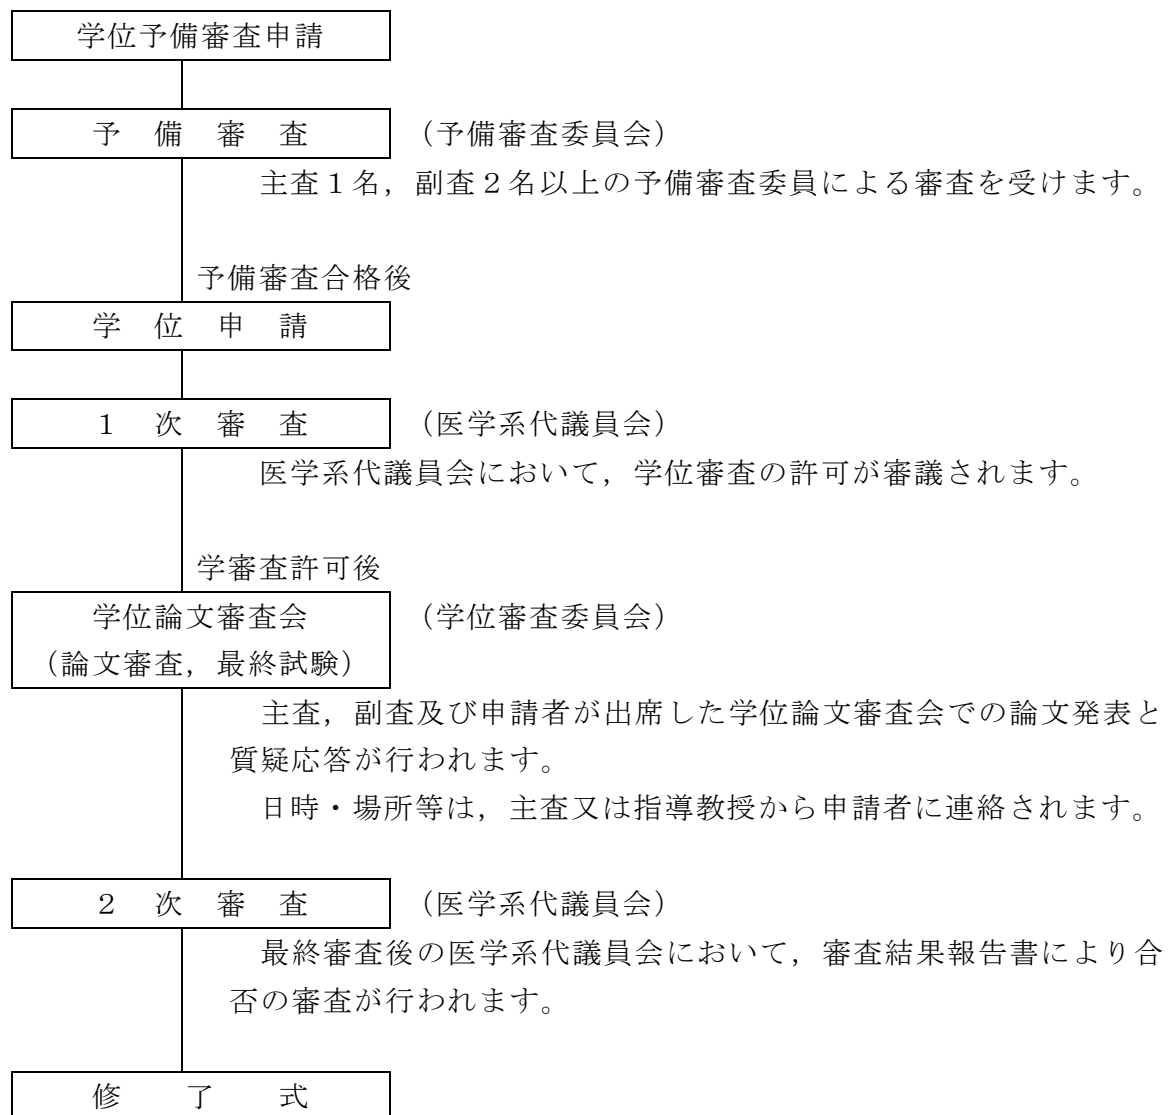 学位予備審査申請
予　備　審　査　（予備審査委員会）
主査１名，副査２名以上の予備審査委員による審査を受けます。
予備審査合格後
学　位　申　請
１　次　審　査　（医学系代議員会）
医学系代議員会において，学位審査の許可が審議されます。
学審査許可後
学位論文審査会　（学位審査委員会）
（論文審査，最終試験）
主査，副査及び申請者が出席した学位論文審査会での論文発表と
質疑応答が行われます。
日時・場所等は，主査又は指導教授から申請者に連絡されます。
２　次　審　査　（医学系代議員会）
最終審査後の医学系代議員会において，審査結果報告書により合
否の審査が行われます。
修　　了　　式